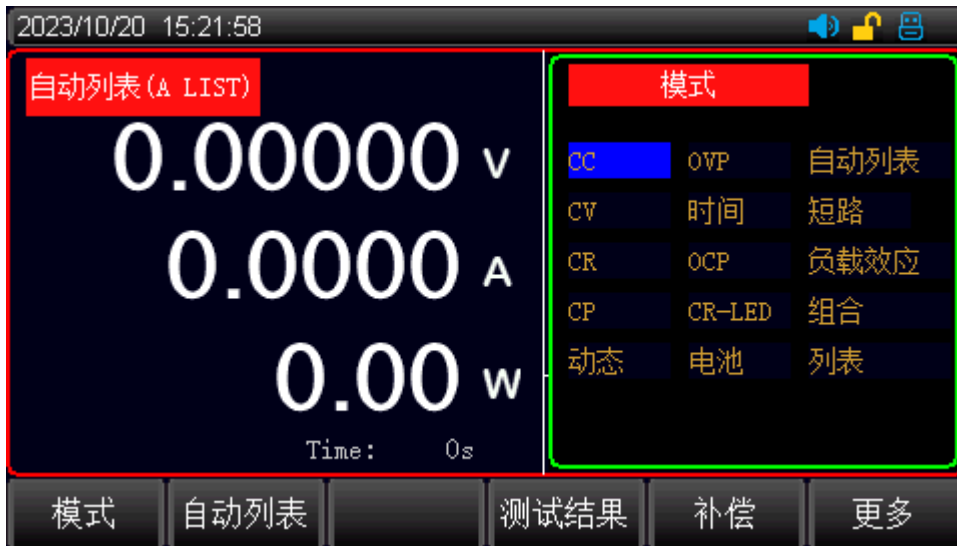 2023/10/20 15:21:58
自动列表(A LIST)
0.00000 V
0.0000 A
0.00 W
Time: 0s
模式
CC OVP 自动列表
CV 时间 短路
CR OCP 负载效应
CP CR-LED 组合
动态 电池 列表
模式 自动列表 测试结果 补偿 更多